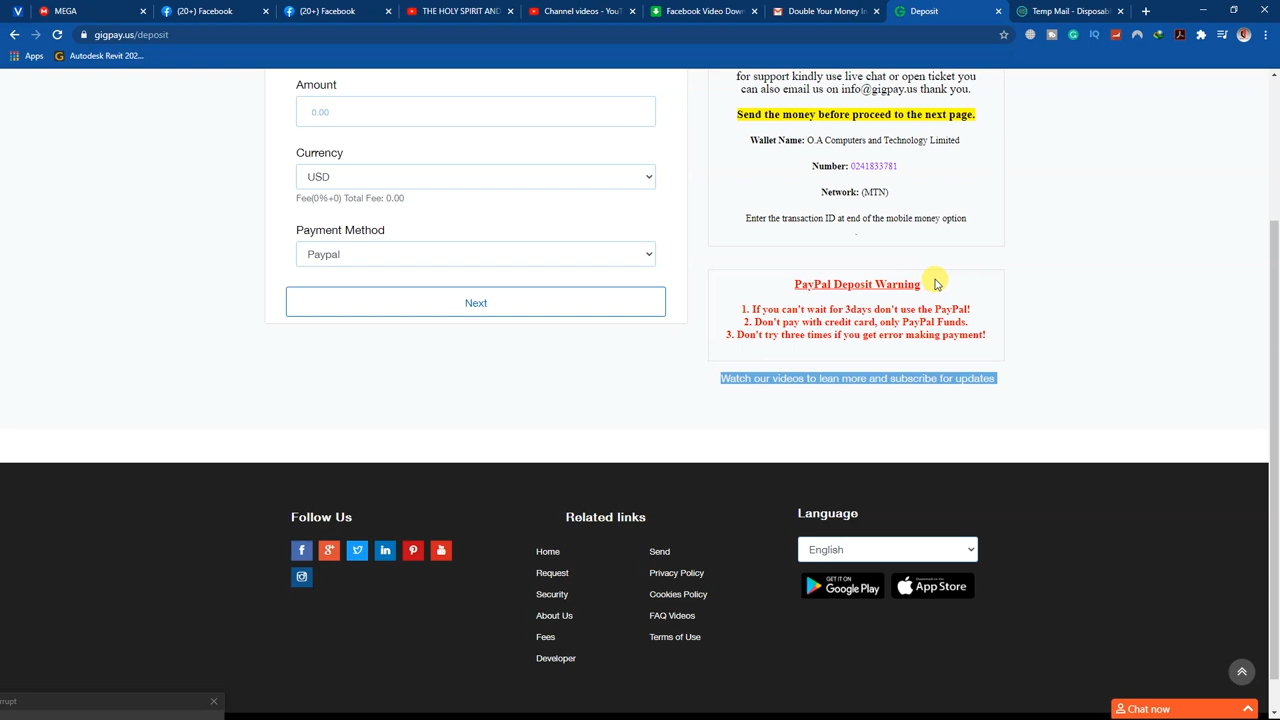 MEGA
(20+) Facebook
(20+) Facebook
THE HOLY SPIRIT AND
Channel videos - YouT
Facebook Video Down
Double Your Money In
Deposit
Temp Mail - Disposabl
gigpay.us/deposit
Apps
Autodesk Revit 202...
Amount
0.00
Currency
USD
Fee(0%+0) Total Fee: 0.00
Payment Method
Paypal
Next
for support kindly use live chat or open ticket you
can also email us on info@gigpay.us thank you.
Send the money before proceed to the next page.
Wallet Name: O.A Computers and Technology Limited
Number: 0241833781
Network: (MTN)
Enter the transaction ID at end of the mobile money option
.
PayPal Deposit Warning
1. If you can't wait for 3days don't use the PayPal!
2. Don't pay with credit card, only PayPal Funds.
3. Don't try three times if you get error making payment!
Watch our videos to lean more and subscribe for updates
Follow Us
Related links
Home
Send
Request
Privacy Policy
Security
Cookies Policy
About Us
FAQ Videos
Fees
Terms of Use
Developer
Language
English
GET IT ON
Google Play
Download on the
App Store
rrupt
Chat now